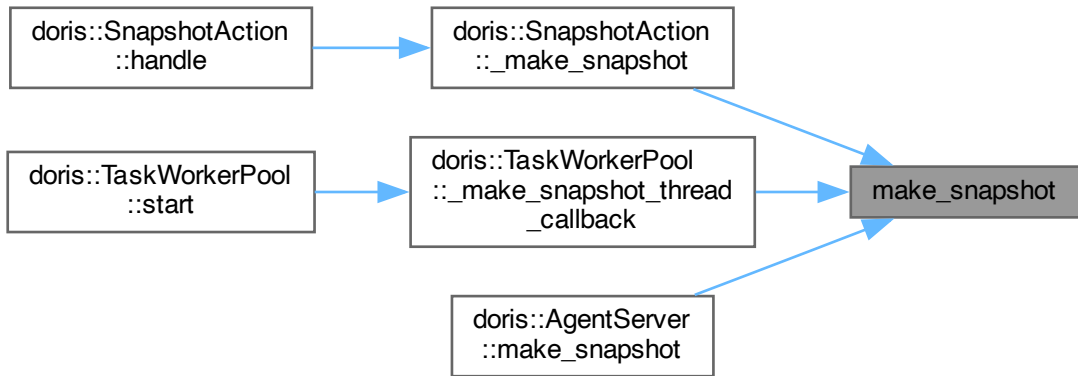 doris::SnapshotAction
::handle
doris::SnapshotAction
::_make_snapshot
doris::TaskWorkerPool
::start
doris::TaskWorkerPool
::_make_snapshot_thread
_callback
make_snapshot
doris::AgentServer
::make_snapshot